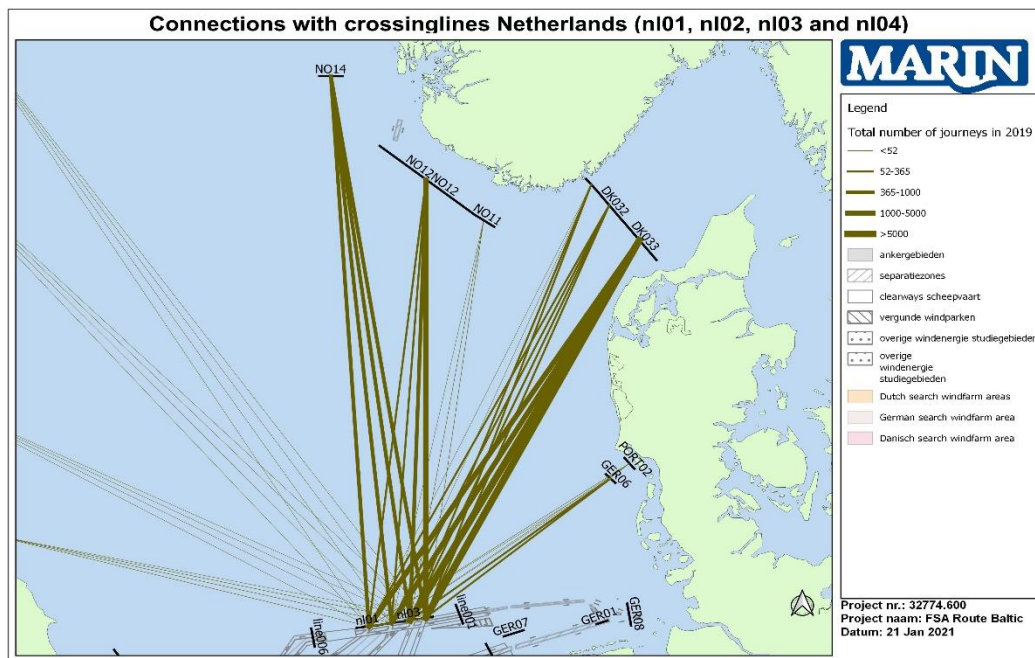 Connections with crossinglines Netherlands (nl01, nl02, nl03 and nl04)
NO14
NO12NO12
NO11
DK032
DK033
PORT02
GER06
nl01
nl03
line001
line006
GER07
GER01
GER08
MARIN
Legend
Total number of journeys in 2019
<52
52-365
365-1000
1000-5000
>5000
ankergebieden
separatiezones
clearways scheepvaart
vergunde windparken
overige windenergie studiegebieden
overige
windenergie
studiegebieden
Dutch search windfarm areas
German search windfarm area
Danisch search windfarm area
Project nr.: 32774.600
Project naam: FSA Route Baltic
Datum: 21 Jan 2021